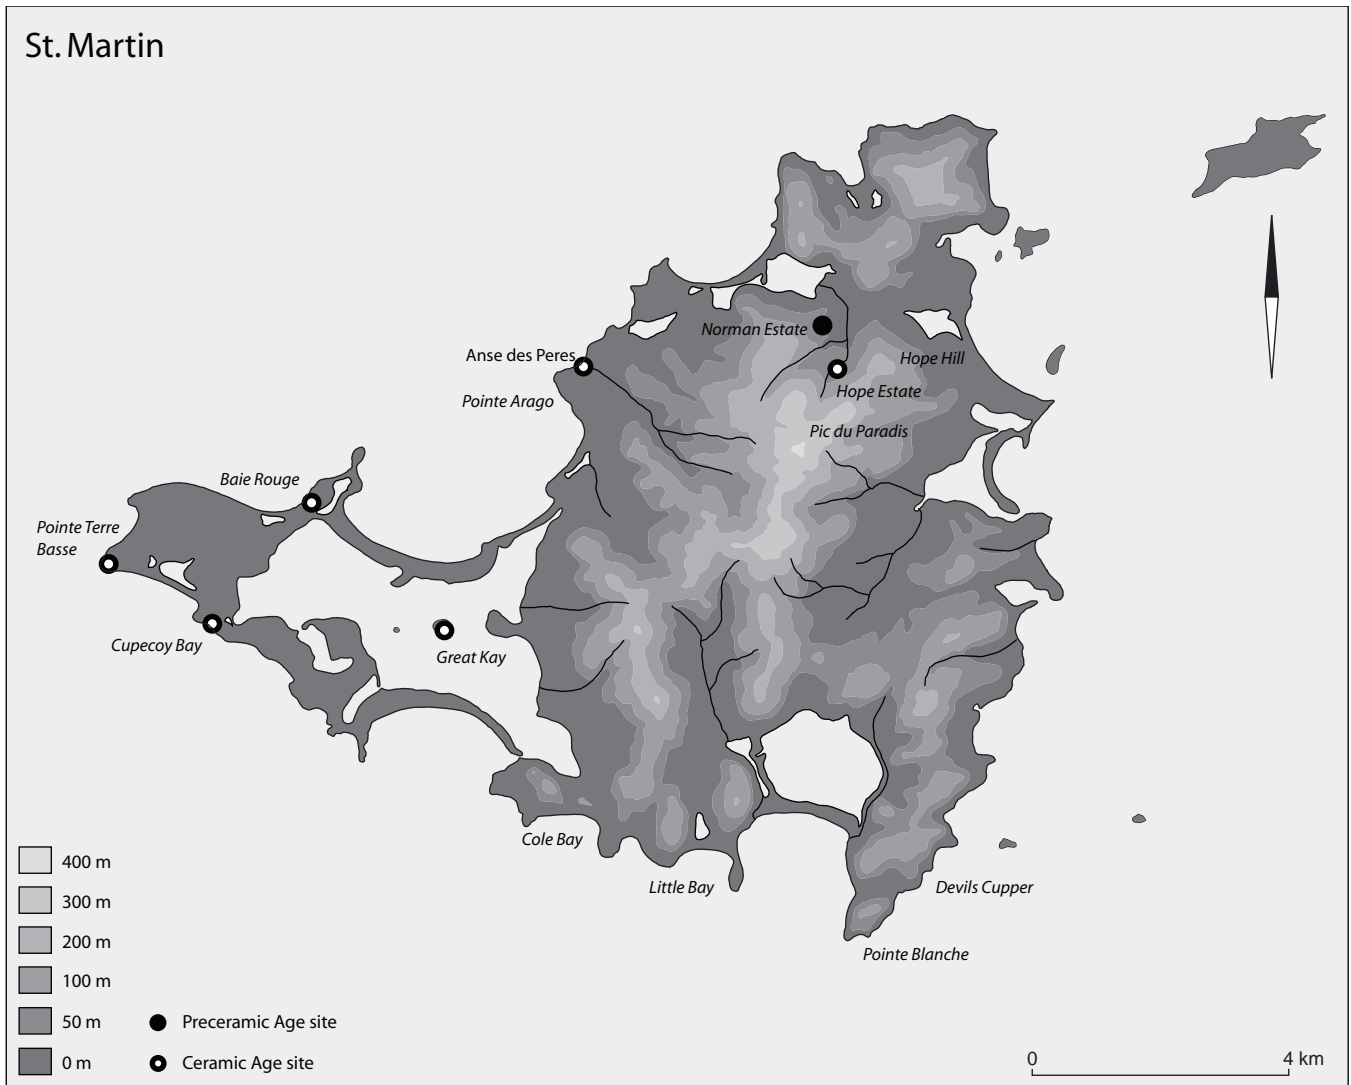 St. Martin
Norman Estate
Anse des Peres
Hope Hill
Hope Estate
Pointe Arago
Pic du Paradis
Baie Rouge
Pointe Terre
Basse
Cupecoy Bay
Great Kay
Cole Bay
Little Bay
Devils Cupper
Pointe Blanche
400 m
300 m
200 m
100 m
50 m
0 m
Preceramic Age site
Ceramic Age site
0 4 km